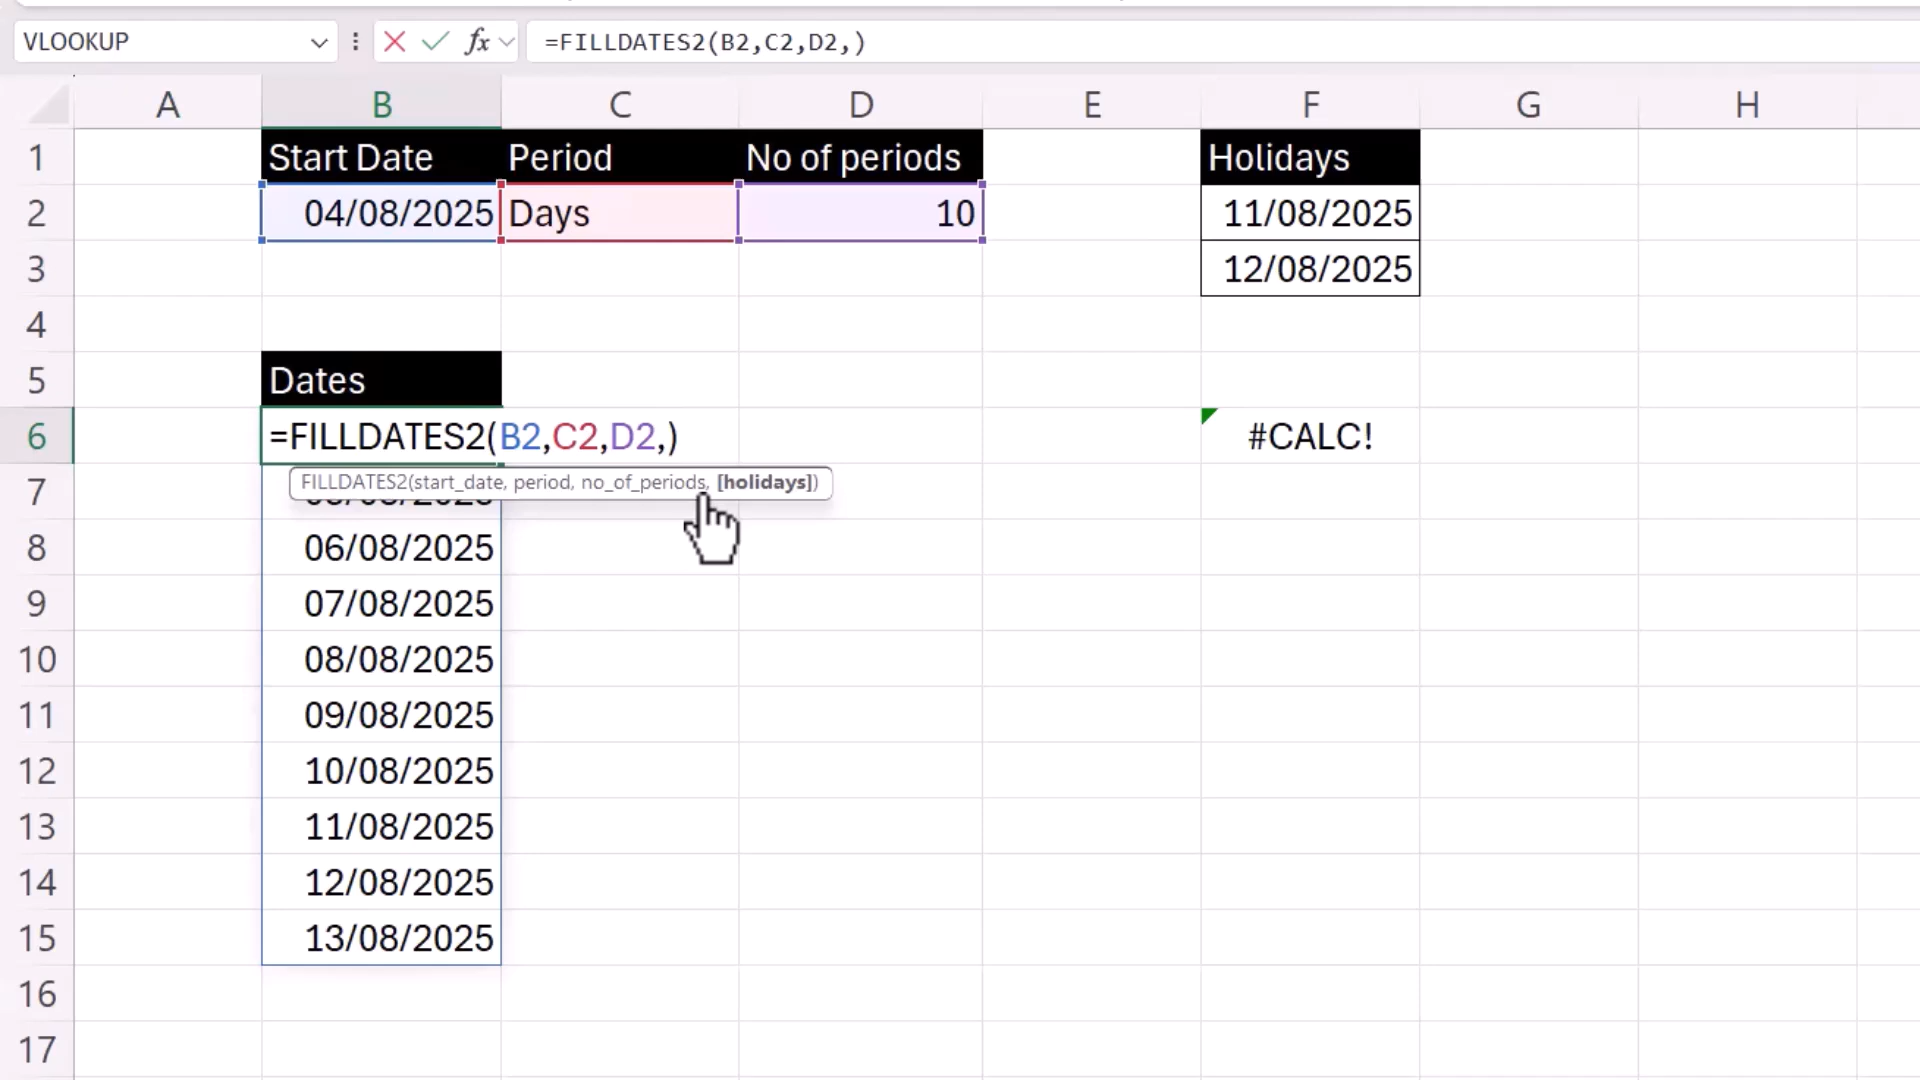 VLOOKUP fx =FILLDATES2(B2,C2,D2,)
A B C D E F G H
1 Start Date Period No of periods Holidays
2 04/08/2025 Days 10 11/08/2025
3 12/08/2025
4
5 Dates
6 =FILLDATES2(B2,C2,D2,) #CALC!
FILLDATES2(start_date, period, no_of_periods, [holidays])
7
8 06/08/2025
9 07/08/2025
10 08/08/2025
11 09/08/2025
12 10/08/2025
13 11/08/2025
14 12/08/2025
15 13/08/2025
16
17